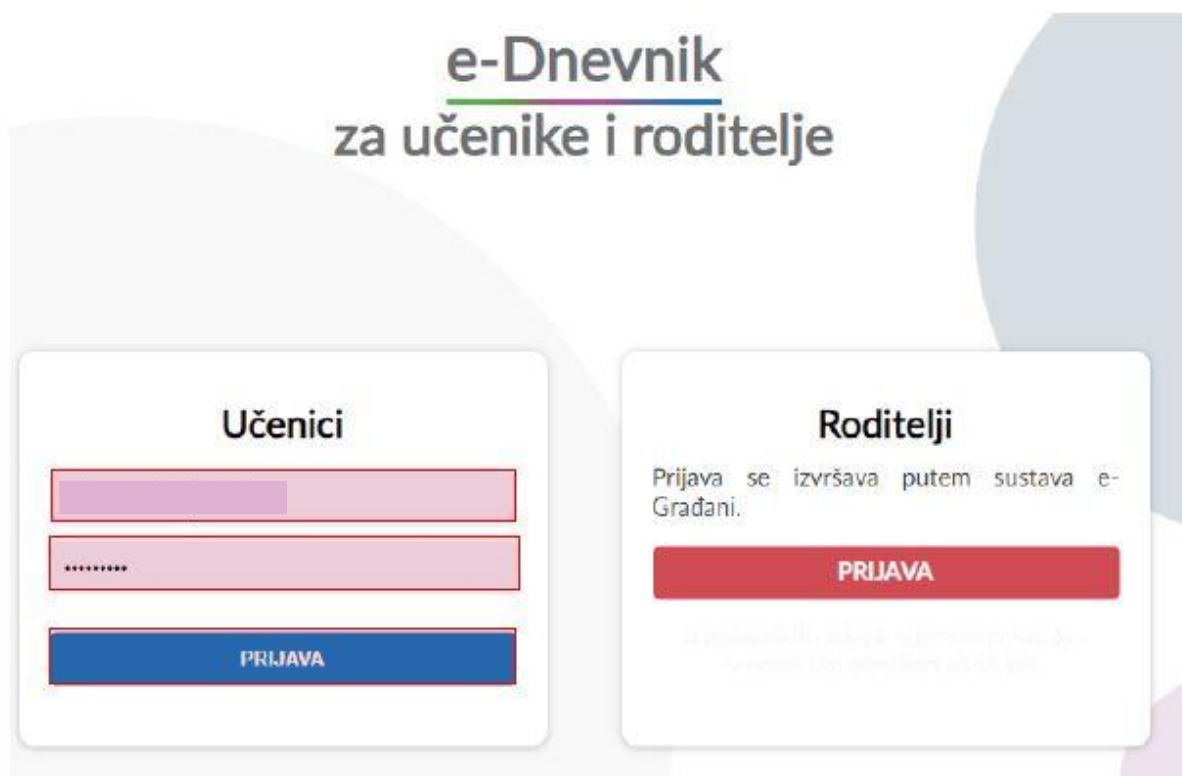 e-Dnevnik
za učenike i roditelje
Učenici
•••••••••
PRIJAVA
Roditelji
Prijava se izvršava putem sustava e-
Građani.
PRIJAVA